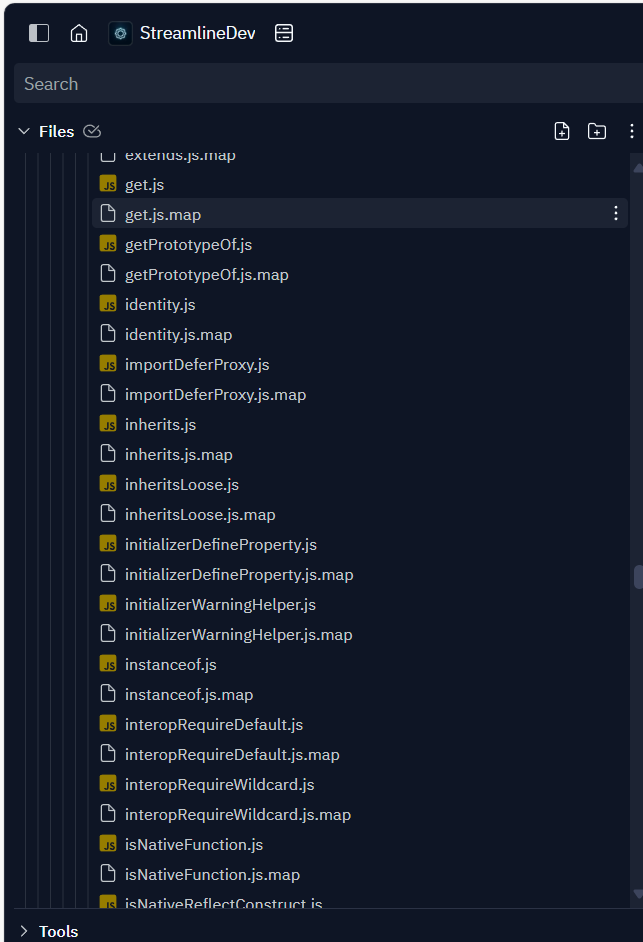 StreamlineDev
Search
Files
extends.js.map
JS get.js
get.js.map
JS getPrototypeOf.js
getPrototypeOf.js.map
JS identity.js
identity.js.map
JS importDeferProxy.js
importDeferProxy.js.map
JS inherits.js
inherits.js.map
JS inheritsLoose.js
inheritsLoose.js.map
JS initializerDefineProperty.js
initializerDefineProperty.js.map
JS initializerWarningHelper.js
initializerWarningHelper.js.map
JS instanceof.js
instanceof.js.map
JS interopRequireDefault.js
interopRequireDefault.js.map
JS interopRequireWildcard.js
interopRequireWildcard.js.map
JS isNativeFunction.js
isNativeFunction.js.map
JS isNativeReflectConstruct.js
Tools